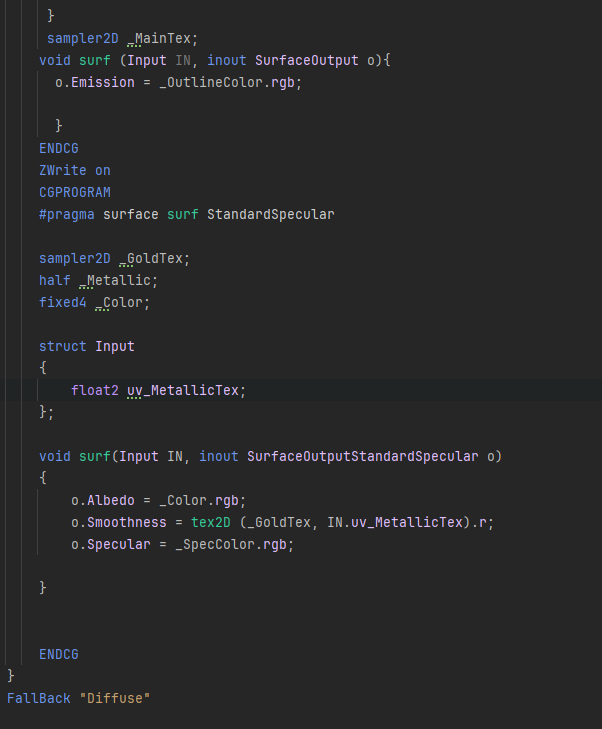 }
sampler2D _MainTex;
void surf (Input IN, inout SurfaceOutput o){
o.Emission = _OutlineColor.rgb;
}
ENDCG
ZWrite on
CGPROGRAM
#pragma surface surf StandardSpecular
sampler2D _GoldTex;
half _Metallic;
fixed4 _Color;
struct Input
{
float2 uv_MetallicTex;
};
void surf(Input IN, inout SurfaceOutputStandardSpecular o)
{
o.Albedo = _Color.rgb;
o.Smoothness = tex2D (_GoldTex, IN.uv_MetallicTex).r;
o.Specular = _SpecColor.rgb;
}
ENDCG
}
FallBack "Diffuse"